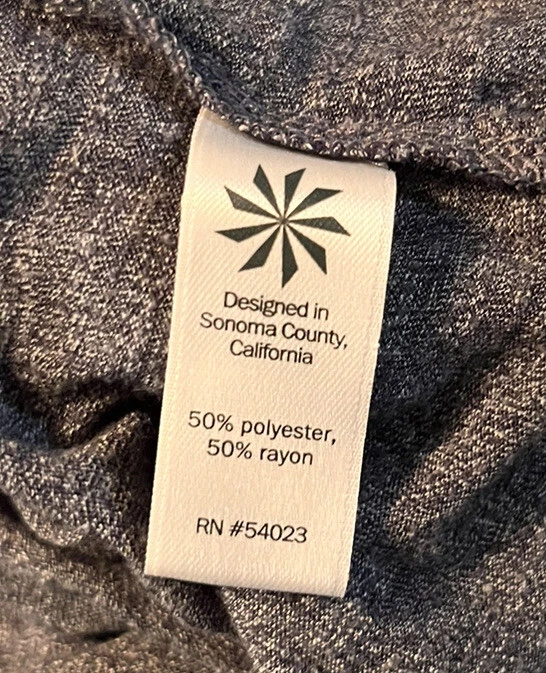 Designed in
Sonoma County,
California
50% polyester,
50% rayon
RN #54023